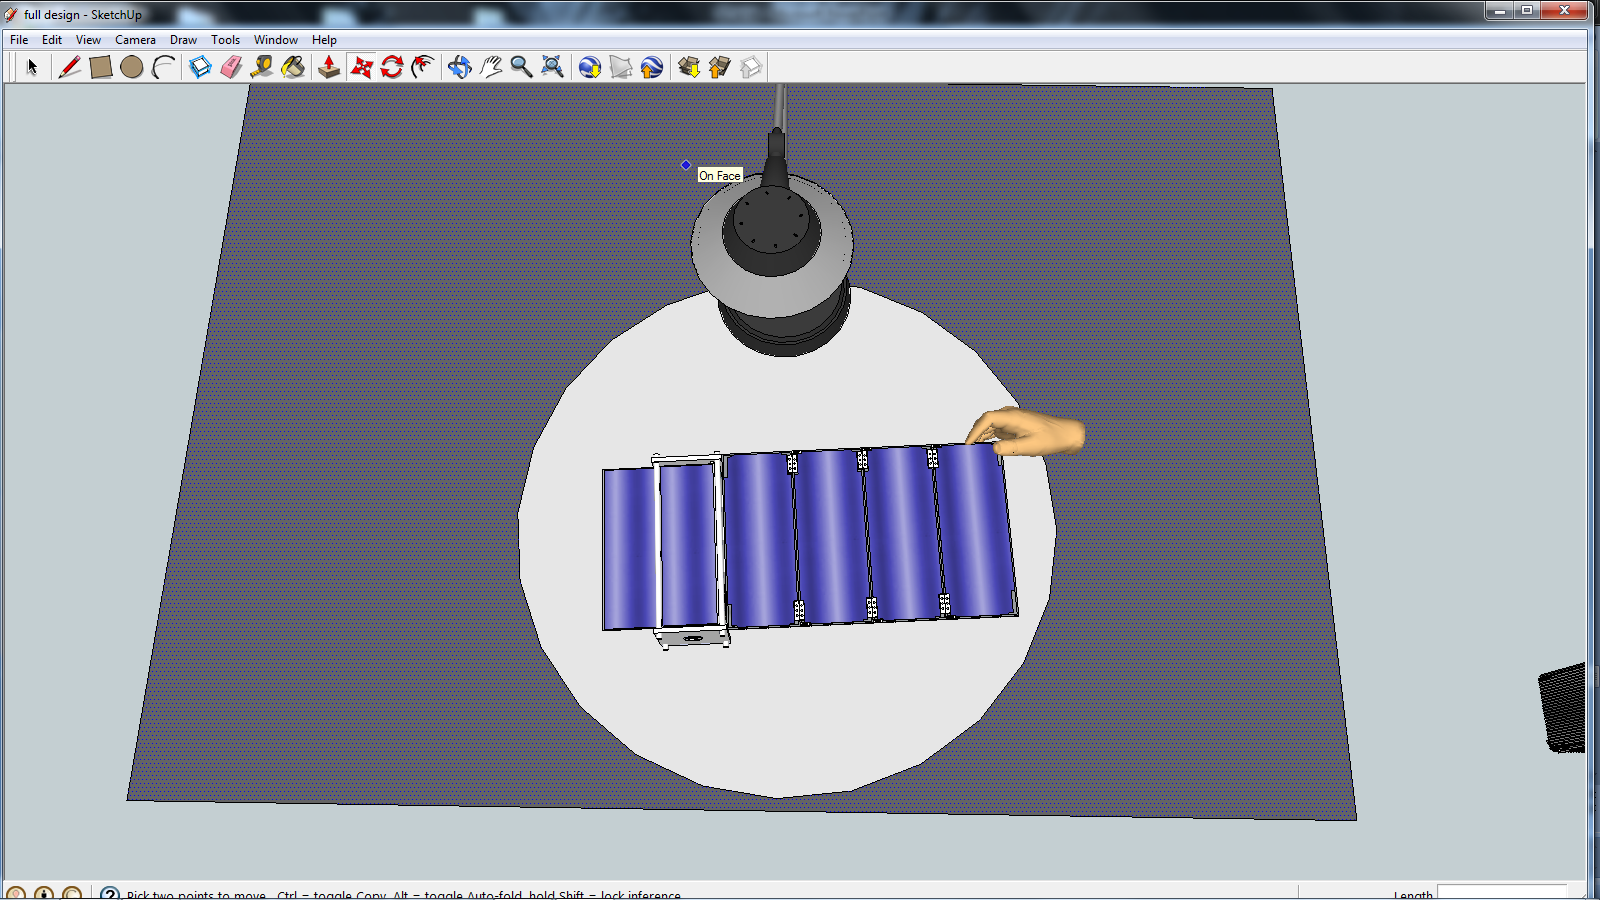 full design - SketchUp
File Edit View Camera Draw Tools Window Help
On Face
Pick two points to move. Ctrl = toggle Copy, Alt = toggle Auto-fold, hold Shift = lock inference. Length